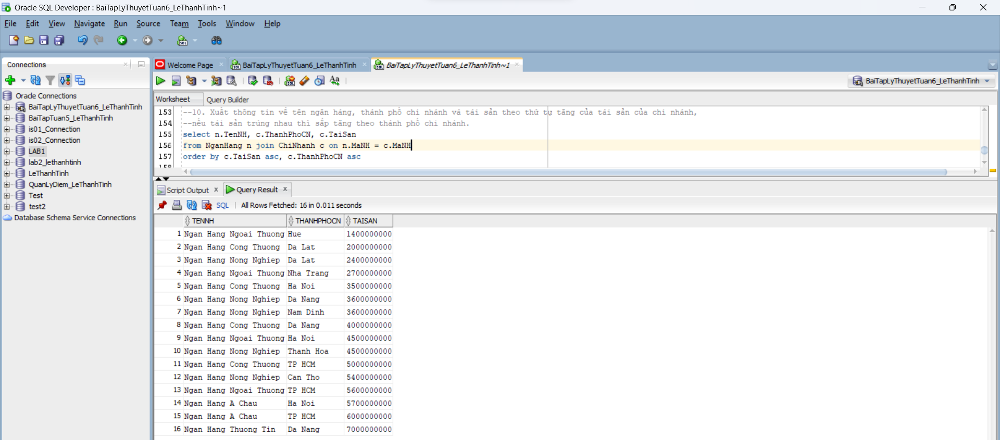 Oracle SQL Developer : BaiTapLyThuyetTuan6_LeThanhTinh~1
File Edit View Navigate Run Source Team Tools Window Help
Connections
Welcome Page
BaiTapLyThuyetTuan6_LeThanhTinh
BaiTapLyThuyetTuan6_LeThanhTinh~1
BaiTapLyThuyetTuan6_LeThanhTinh
Oracle Connections
BaiTapLyThuyetTuan6_LeThanhTinh
BaiTapTuan5_LeThanhTinh
is01_Connection
is02_Connection
LAB1
lab2_lethanhtinh
LeThanhTinh
QuanLyDiem_LeThanhTinh
Test
test2
Database Schema Service Connections
Worksheet Query Builder
153 --10. Xuất thông tin về tên ngân hàng, thành phố chi nhánh và tài sản theo thứ tự tăng của tài sản của chi nhánh,
154 --nếu tài sản trùng nhau thì sắp tăng theo thành phố chi nhánh.
155 select n.TenNH, c.ThanhPhoCN, c.TaiSan
156 from NganHang n join ChiNhanh c on n.MaNH = c.MaNH
157 order by c.TaiSan asc, c.ThanhPhoCN asc
158
Script Output Query Result
SQL All Rows Fetched: 16 in 0.011 seconds
TENNH THANHPHOCN TAISAN
1 Ngan Hang Ngoai Thuong Hue 1400000000
2 Ngan Hang Cong Thuong Da Lat 2000000000
3 Ngan Hang Nong Nghiep Da Lat 2400000000
4 Ngan Hang Ngoai Thuong Nha Trang 2700000000
5 Ngan Hang Cong Thuong Ha Noi 3500000000
6 Ngan Hang Nong Nghiep Da Nang 3600000000
7 Ngan Hang Nong Nghiep Nam Dinh 3600000000
8 Ngan Hang Cong Thuong Da Nang 4000000000
9 Ngan Hang Ngoai Thuong Ha Noi 4500000000
10 Ngan Hang Nong Nghiep Thanh Hoa 4500000000
11 Ngan Hang Cong Thuong TP HCM 5000000000
12 Ngan Hang Nong Nghiep Can Tho 5400000000
13 Ngan Hang Ngoai Thuong TP HCM 5600000000
14 Ngan Hang A Chau Ha Noi 5700000000
15 Ngan Hang A Chau TP HCM 6000000000
16 Ngan Hang Thuong Tin Da Nang 7000000000